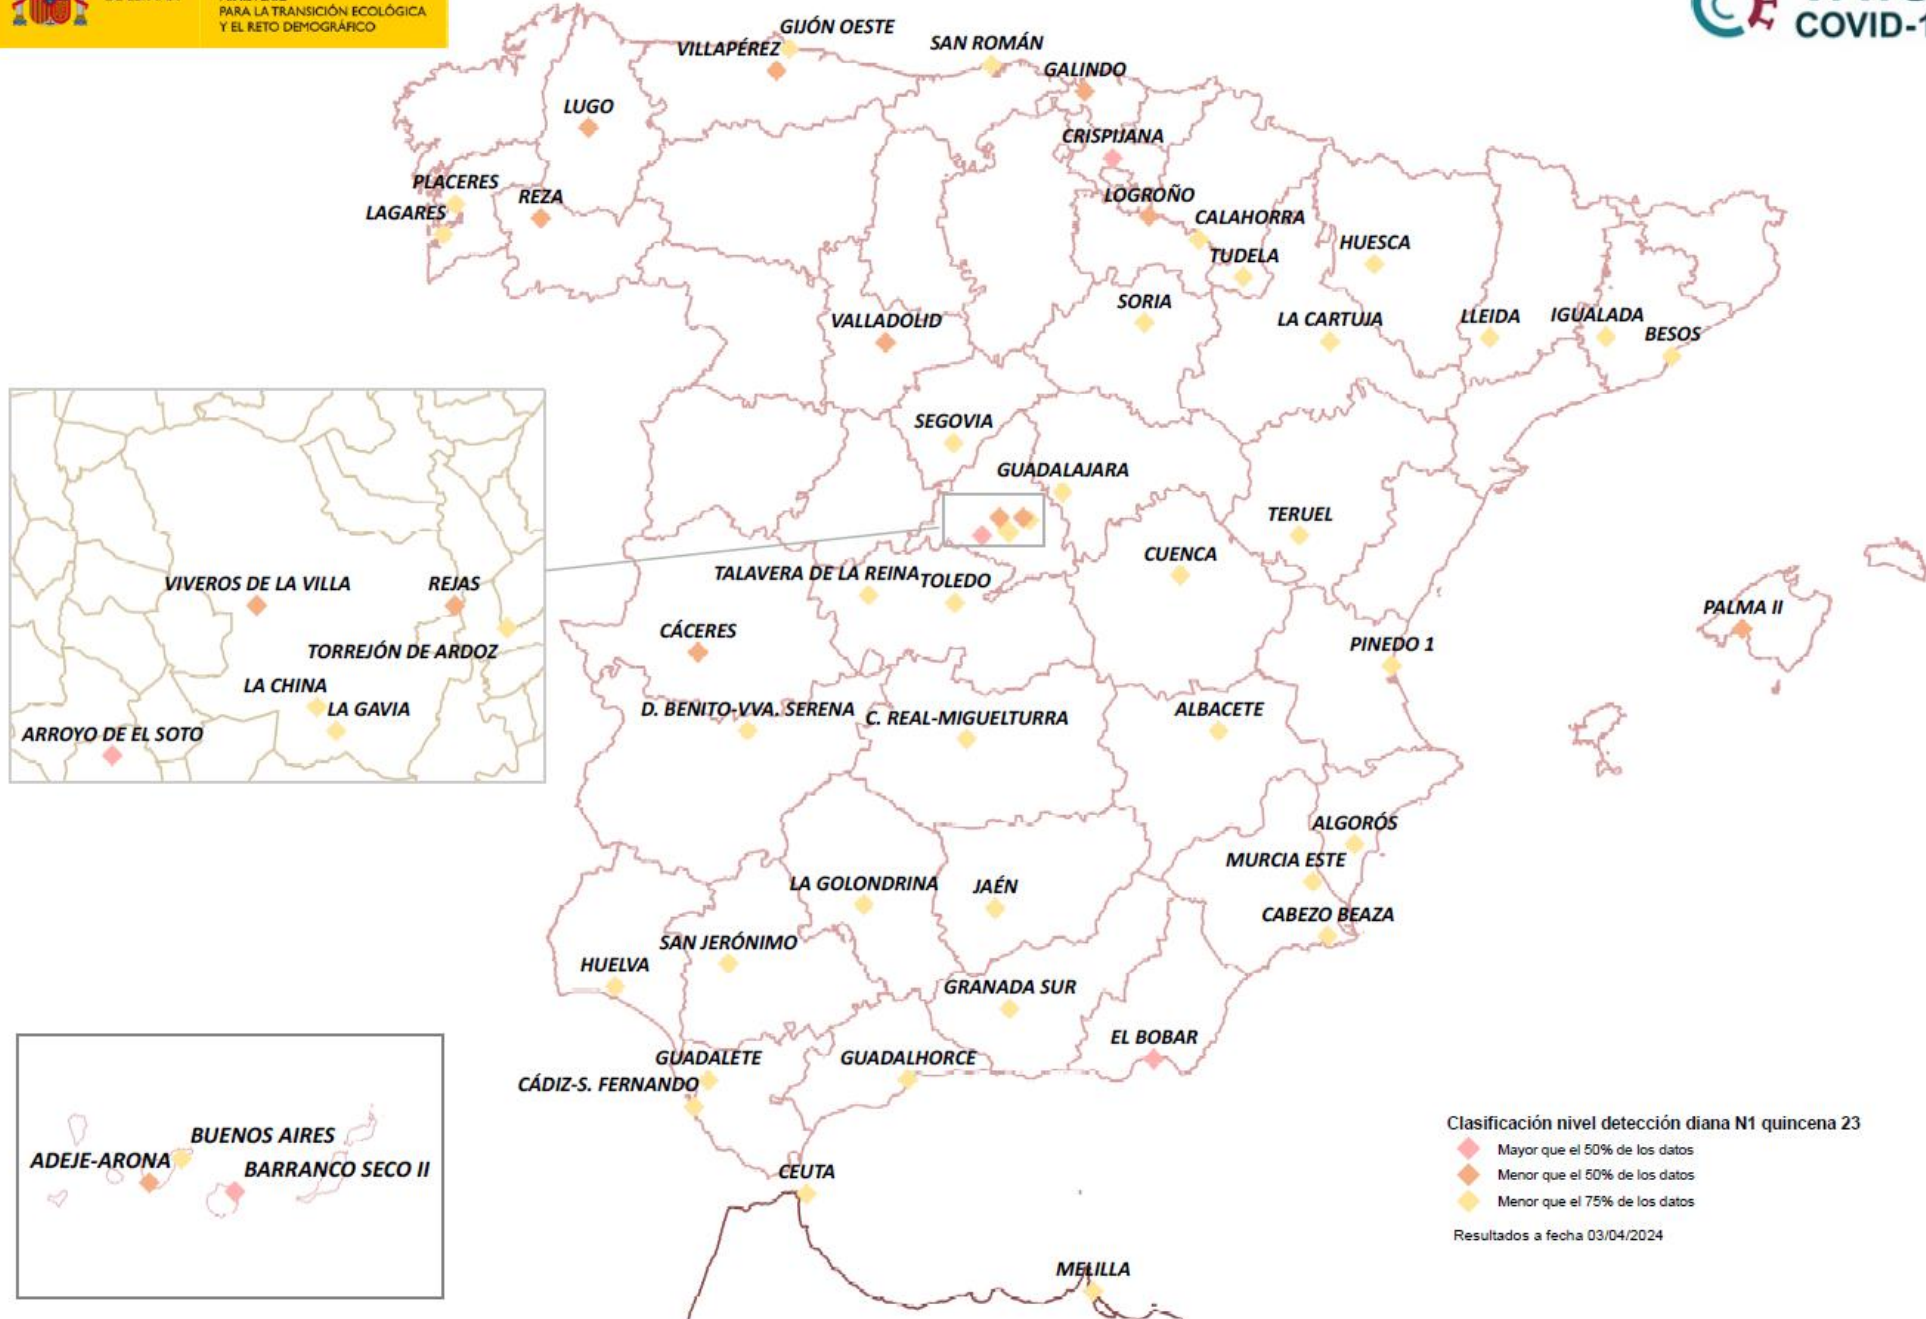 PARA LA TRANSICIÓN ECOLÓGICA
Y EL RETO DEMOGRÁFICO
COVID-1
GIJÓN OESTE
VILLAPÉREZ
SAN ROMÁN
GALINDO
LUGO
CRISPIJANA
PLACERES
REZA
LOGROÑO
LAGARES
CALAHORRA
HUESCA
TUDELA
SORIA
VALLADOLID
LA CARTUJA
LLEIDA
IGUALADA
BESOS
SEGOVIA
GUADALAJARA
TERUEL
CUENCA
TALAVERA DE LA REINA
TOLEDO
VIVEROS DE LA VILLA
REJAS
TORREJÓN DE ARDOZ
LA CHINA
LA GAVIA
ARROYO DE EL SOTO
PALMA II
CÁCERES
PINEDO 1
D. BENITO-VVA. SERENA
C. REAL-MIGUELTURRA
ALBACETE
ALGORÓS
MURCIA ESTE
LA GOLONDRINA
JAÉN
CABEZO BEAZA
SAN JERÓNIMO
HUELVA
GRANADA SUR
EL BOBAR
GUADALETE
GUADALHORCE
CÁDIZ-S. FERNANDO
BUENOS AIRES
ADEJE-ARONA
BARRANCO SECO II
CEUTA
MELILLA
Clasificación nivel detección diana N1 quincena 23
Mayor que el 50% de los datos
Menor que el 50% de los datos
Menor que el 75% de los datos
Resultados a fecha 03/04/2024